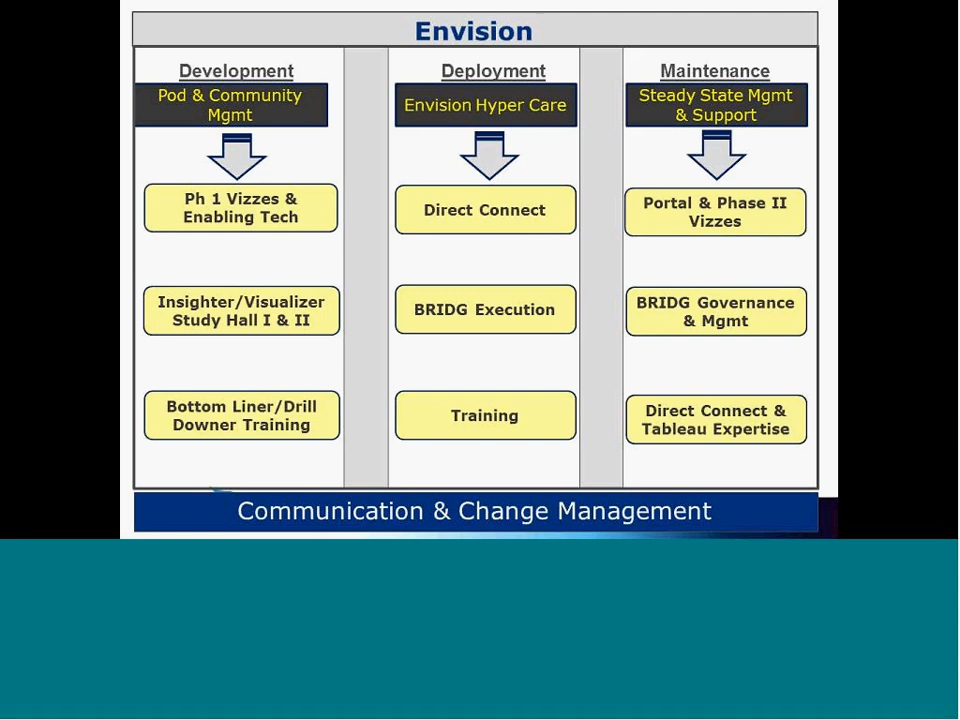 Envision
Development
Pod & Community
Mgmt
Ph 1 Vizzes &
Enabling Tech
Insighter/Visualizer
Study Hall I & II
Bottom Liner/Drill
Downer Training
Deployment
Envision Hyper Care
Direct Connect
BRIDG Execution
Training
Maintenance
Steady State Mgmt
& Support
Portal & Phase II
Vizzes
BRIDG Governance
& Mgmt
Direct Connect &
Tableau Expertise
Communication & Change Management